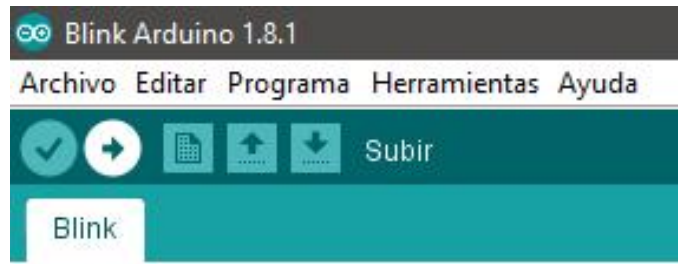 Blink Arduino 1.8.1
Archivo Editar Programa Herramientas Ayuda
Subir
Blink